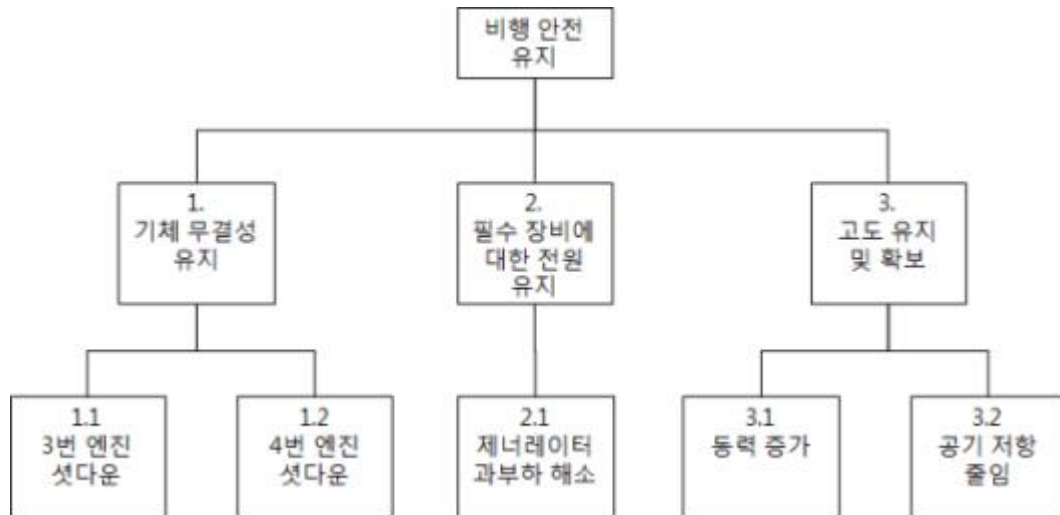 비행 안전
유지
1.
기체 무결성
유지
2.
필수 장비에
대한 전원
유지
3.
고도 유지
및 확보
1.1
3번 엔진
셧다운
1.2
4번 엔진
셧다운
2.1
제너레이터
과부하 해소
3.1
동력 증가
3.2
공기 저항
줄임